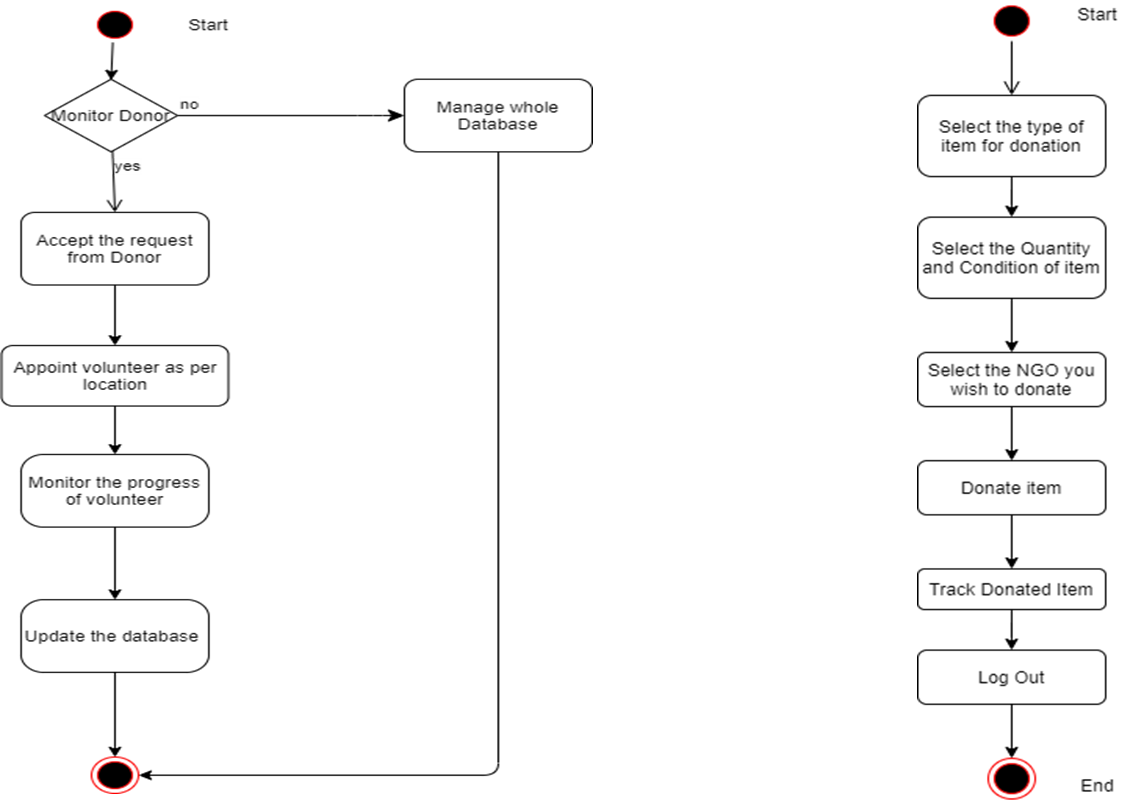 Start
Monitor Donor
no
yes
Manage whole
Database
Accept the request
from Donor
Appoint volunteer as per
location
Monitor the progress
of volunteer
Update the database
Start
Select the type of
item for donation
Select the Quantity
and Condition of item
Select the NGO you
wish to donate
Donate item
Track Donated Item
Log Out
End